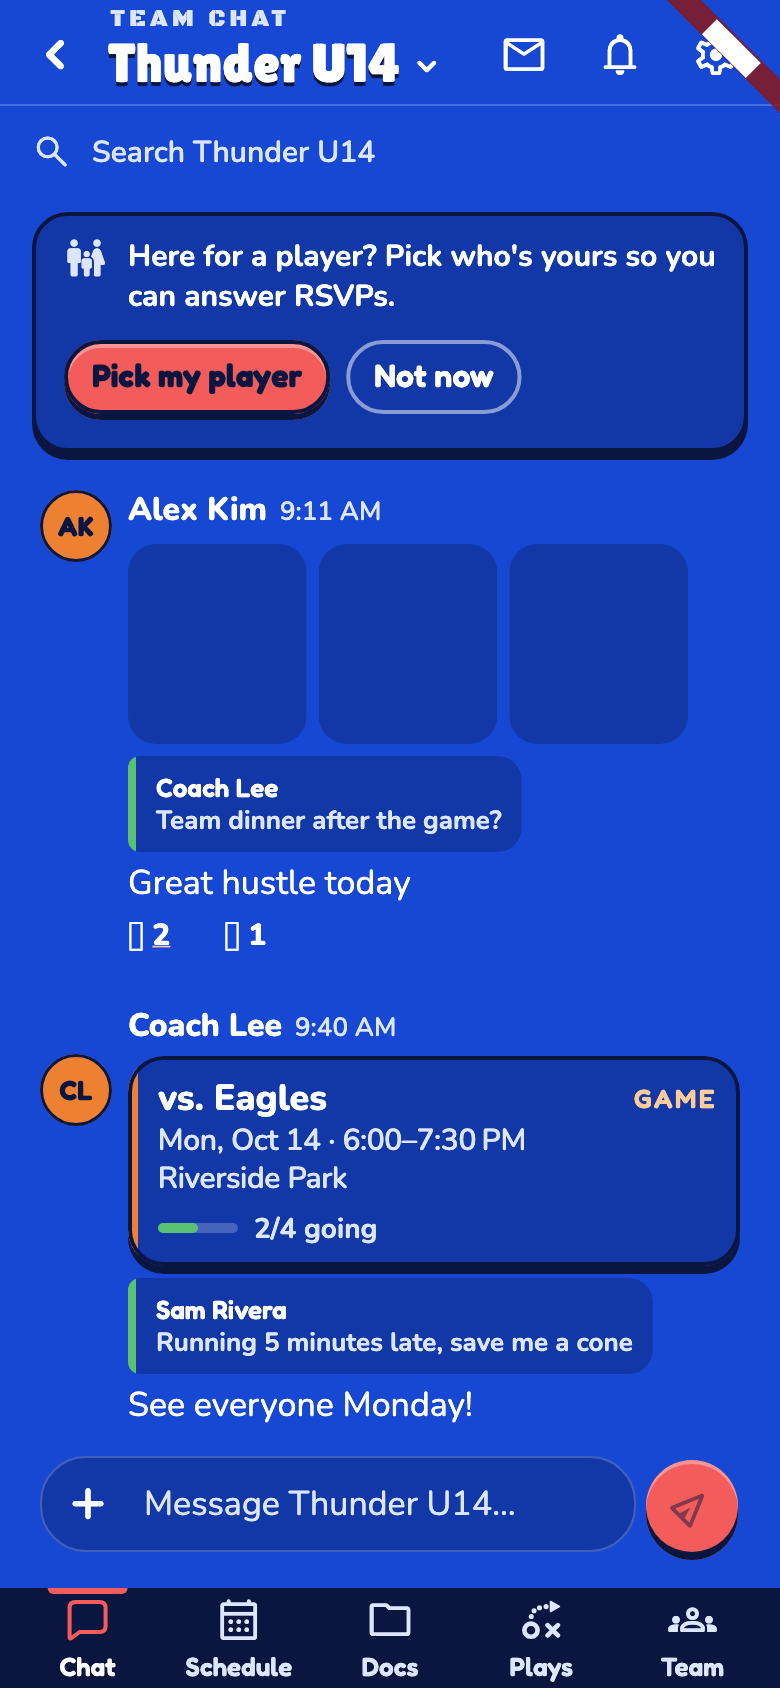 TEAM CHAT
Thunder U14
Search Thunder U14
Here for a player? Pick who's yours so you
can answer RSVPs.
Pick my player
Not now
AK
Alex Kim 9:11 AM
Coach Lee
Team dinner after the game?
Great hustle today
2 1
Coach Lee 9:40 AM
CL
vs. Eagles
GAME
Mon, Oct 14 · 6:00–7:30 PM
Riverside Park
2/4 going
Sam Rivera
Running 5 minutes late, save me a cone
See everyone Monday!
Message Thunder U14...
Chat
Schedule
Docs
Plays
Team